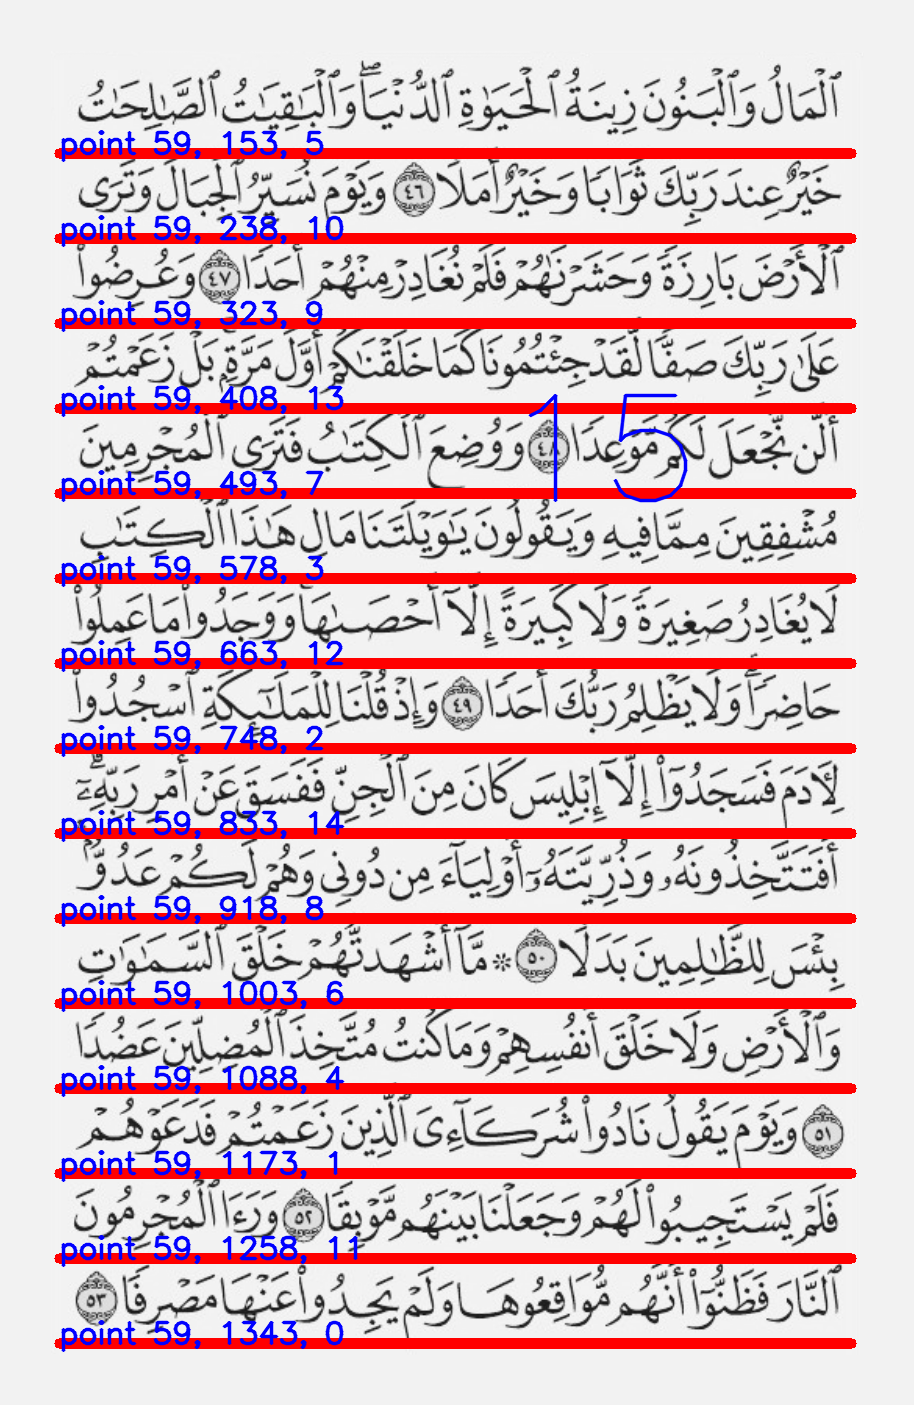 ٱلْمَالُ وَٱلْبَنُونَ زِينَةُ ٱلْحَيَوٰةِ ٱلدُّنْيَاۖ وَٱلْبَٰقِيَٰتُ ٱلصَّٰلِحَٰتُ
point 59, 153, 5
خَيْرٌ عِندَ رَبِّكَ ثَوَابًا وَخَيْرٌ أَمَلًا ٤٦ وَيَوْمَ نُسَيِّرُ ٱلْجِبَالَ وَتَرَى
point 59, 238, 10
ٱلْأَرْضَ بَارِزَةً وَحَشَرْنَٰهُمْ فَلَمْ نُغَادِرْ مِنْهُمْ أَحَدًا ٤٧ وَعُرِضُوا۟
point 59, 323, 9
عَلَىٰ رَبِّكَ صَفًّا لَّقَدْ جِئْتُمُونَا كَمَا خَلَقْنَٰكُمْ أَوَّلَ مَرَّةٍۭ بَلْ زَعَمْتُمْ
point 59, 408, 13
15
أَلَّن نَّجْعَلَ لَكُم مَّوْعِدًا ٤٨ وَوُضِعَ ٱلْكِتَٰبُ فَتَرَى ٱلْمُجْرِمِينَ
point 59, 493, 7
مُشْفِقِينَ مِمَّا فِيهِ وَيَقُولُونَ يَٰوَيْلَتَنَا مَالِ هَٰذَا ٱلْكِتَٰبِ
point 59, 578, 3
لَا يُغَادِرُ صَغِيرَةً وَلَا كَبِيرَةً إِلَّآ أَحْصَىٰهَاۚ وَوَجَدُوا۟ مَا عَمِلُوا۟
point 59, 663, 12
حَاضِرًاۗ وَلَا يَظْلِمُ رَبُّكَ أَحَدًا ٤٩ وَإِذْ قُلْنَا لِلْمَلَٰٓئِكَةِ ٱسْجُدُوا۟
point 59, 748, 2
لِـَٔادَمَ فَسَجَدُوٓا۟ إِلَّآ إِبْلِيسَ كَانَ مِنَ ٱلْجِنِّ فَفَسَقَ عَنْ أَمْرِ رَبِّهِۦٓۗ
point 59, 833, 14
أَفَتَتَّخِذُونَهُۥ وَذُرِّيَّتَهُۥٓ أَوْلِيَآءَ مِن دُونِى وَهُمْ لَكُمْ عَدُوٌّۢ
point 59, 918, 8
بِئْسَ لِلظَّٰلِمِينَ بَدَلًا ٥٠ ۞ مَّآ أَشْهَدتُّهُمْ خَلْقَ ٱلسَّمَٰوَٰتِ
point 59, 1003, 6
وَٱلْأَرْضِ وَلَا خَلْقَ أَنفُسِهِمْ وَمَا كُنتُ مُتَّخِذَ ٱلْمُضِلِّينَ عَضُدًا
point 59, 1088, 4
٥١ وَيَوْمَ يَقُولُ نَادُوا۟ شُرَكَآءِىَ ٱلَّذِينَ زَعَمْتُمْ فَدَعَوْهُمْ
point 59, 1173, 1
فَلَمْ يَسْتَجِيبُوا۟ لَهُمْ وَجَعَلْنَا بَيْنَهُم مَّوْبِقًا ٥٢ وَرَءَا ٱلْمُجْرِمُونَ
point 59, 1258, 11
ٱلنَّارَ فَظَنُّوٓا۟ أَنَّهُم مُّوَاقِعُوهَا وَلَمْ يَجِدُوا۟ عَنْهَا مَصْرِفًا ٥٣
point 59, 1343, 0